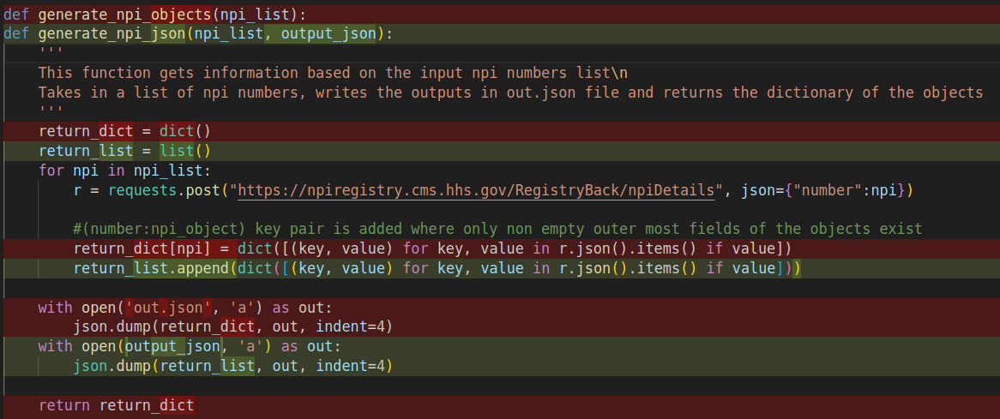 def generate_npi_objects(npi_list):
def generate_npi_json(npi_list, output_json):
    '''
    This function gets information based on the input npi numbers list\n
    Takes in a list of npi numbers, writes the outputs in out.json file and returns the dictionary of the objects
    '''
    return_dict = dict()
    return_list = list()
    for npi in npi_list:
        r = requests.post("https://npiregistry.cms.hhs.gov/RegistryBack/npiDetails", json={"number":npi})
        #(number:npi_object) key pair is added where only non empty outer most fields of the objects exist
        return_dict[npi] = dict([(key, value) for key, value in r.json().items() if value])
        return_list.append(dict([(key, value) for key, value in r.json().items() if value]))
    with open('out.json', 'a') as out:
        json.dump(return_dict, out, indent=4)
    with open(output_json, 'a') as out:
        json.dump(return_list, out, indent=4)
    return return_dict